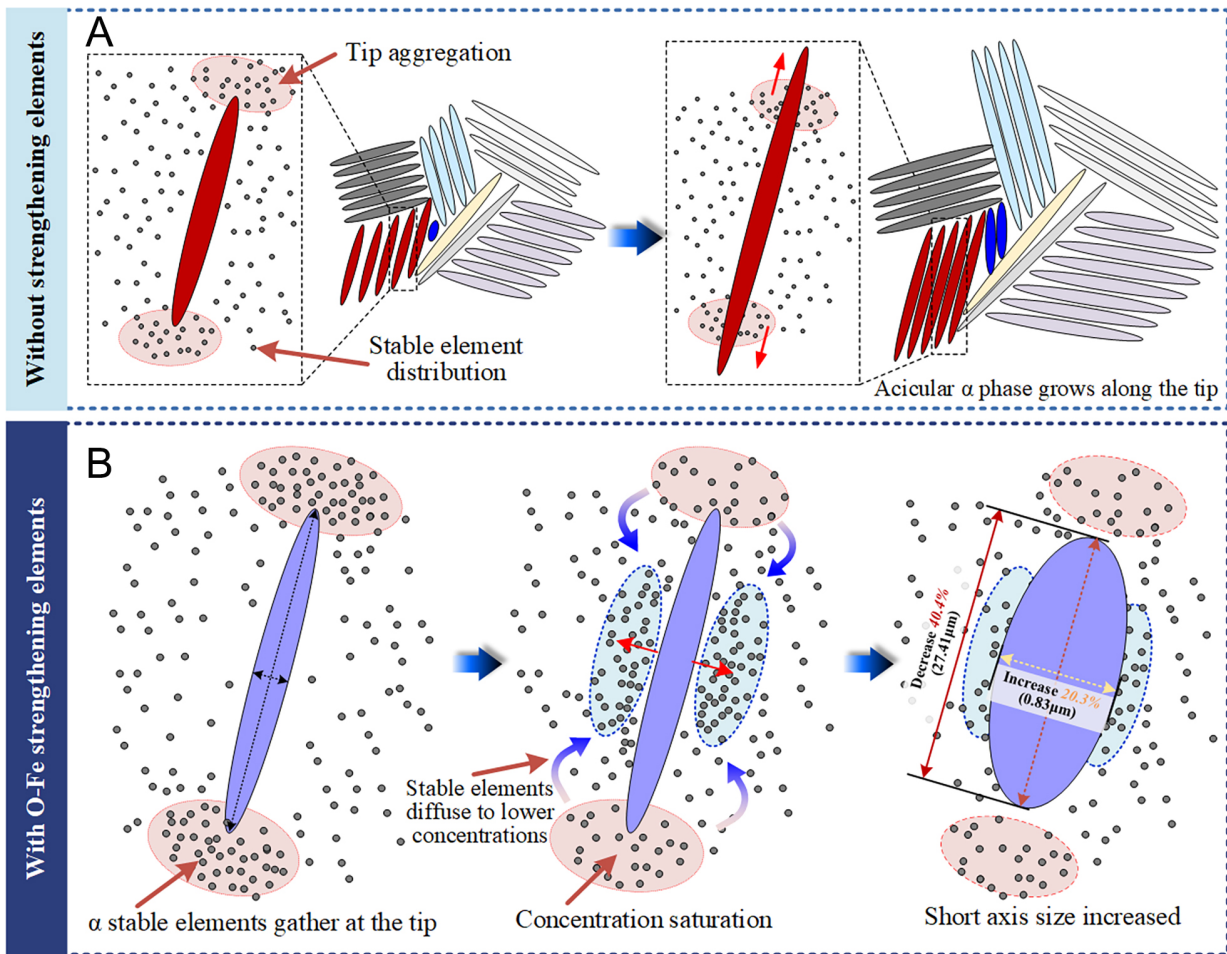 Without strengthening elements
A
Tip aggregation
Stable element
distribution
Acicular α phase grows along the tip
With O-Fe strengthening elements
B
α stable elements gather at the tip
Stable elements
diffuse to lower
concentrations
Concentration saturation
Decrease 40.4%
(27.41μm)
Increase 20.3%
(0.83μm)
Short axis size increased